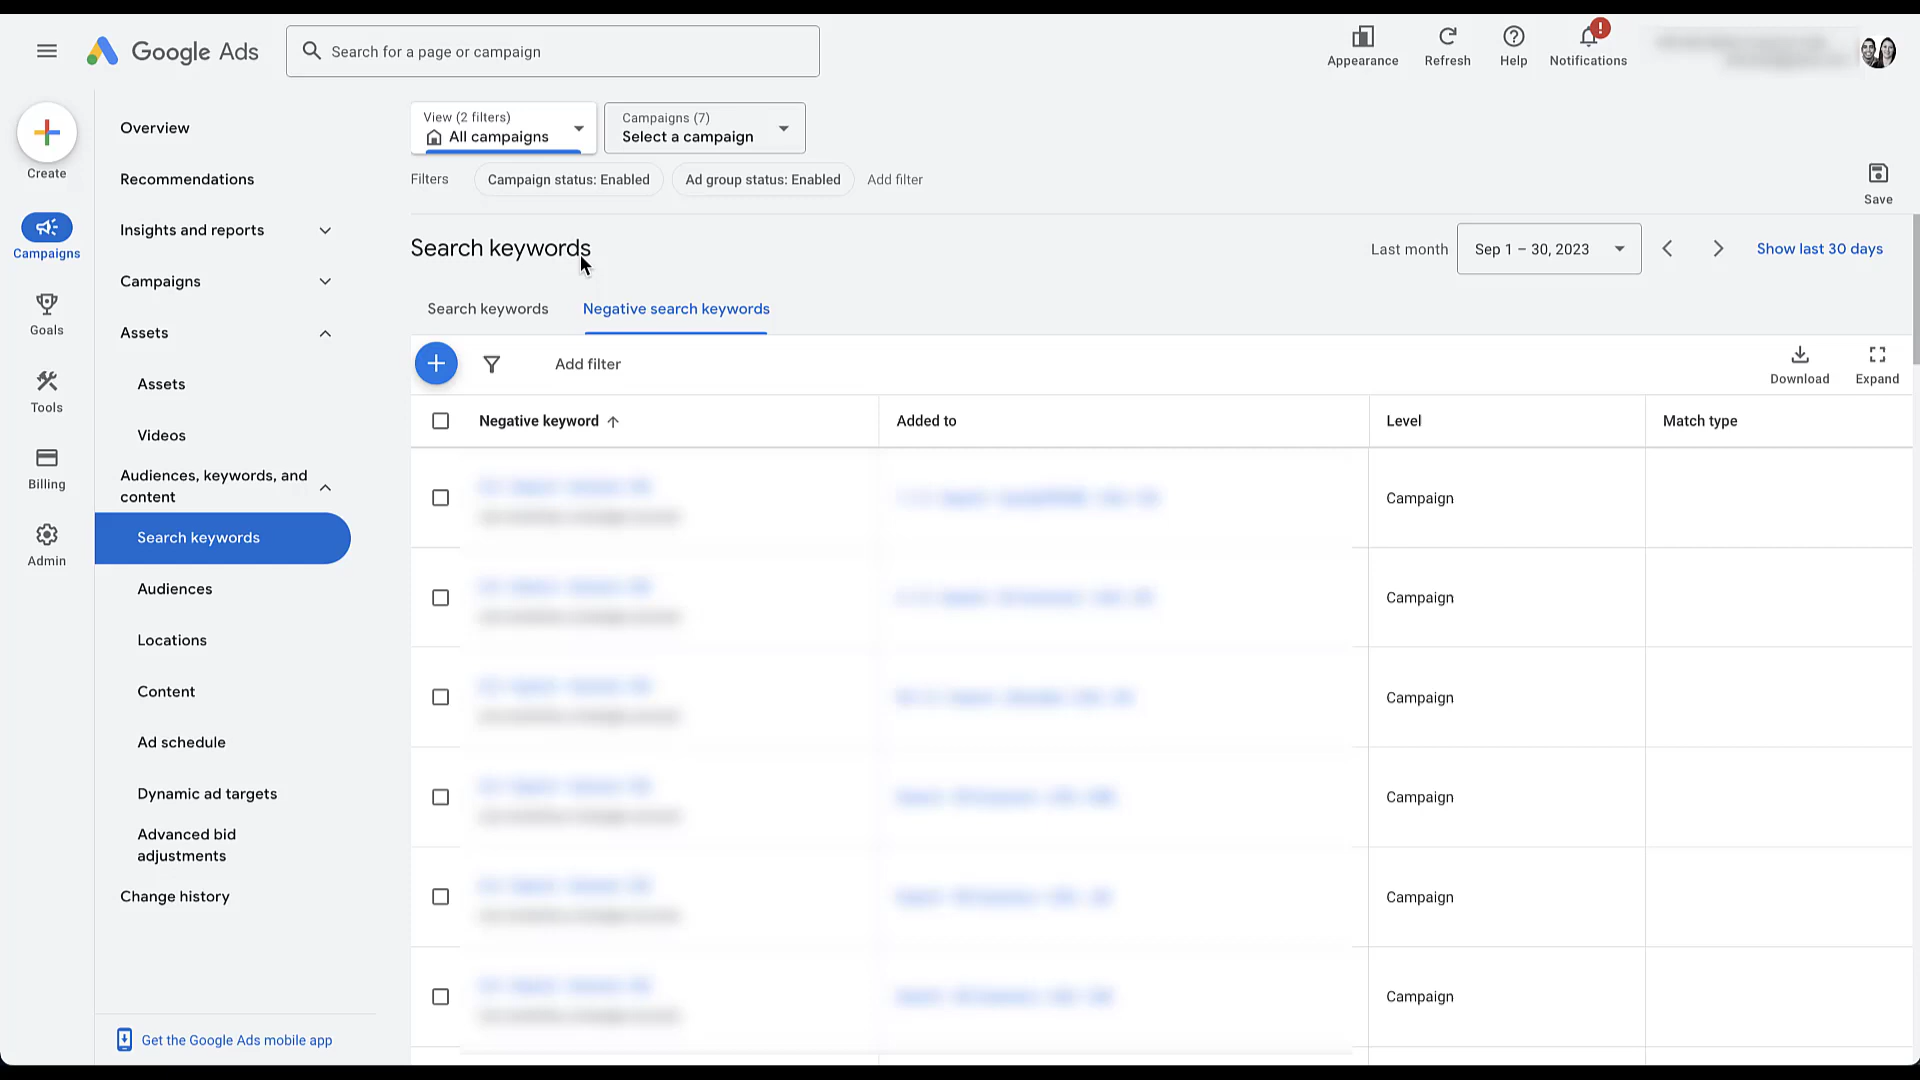 Google Ads
Search for a page or campaign
Appearance
Refresh
Help
!
Notifications
Create
Campaigns
Goals
Tools
Billing
Admin
Overview
Recommendations
Insights and reports
Campaigns
Assets
Assets
Videos
Audiences, keywords, and
content
Search keywords
Audiences
Locations
Content
Ad schedule
Dynamic ad targets
Advanced bid
adjustments
Change history
Get the Google Ads mobile app
View (2 filters)
All campaigns
Campaigns (7)
Select a campaign
Filters
Campaign status: Enabled
Ad group status: Enabled
Add filter
Save
Search keywords
Last month
Sep 1 – 30, 2023
Show last 30 days
Search keywords
Negative search keywords
Add filter
Download
Expand
Negative keyword
Added to
Level
Match type
Campaign
Campaign
Campaign
Campaign
Campaign
Campaign